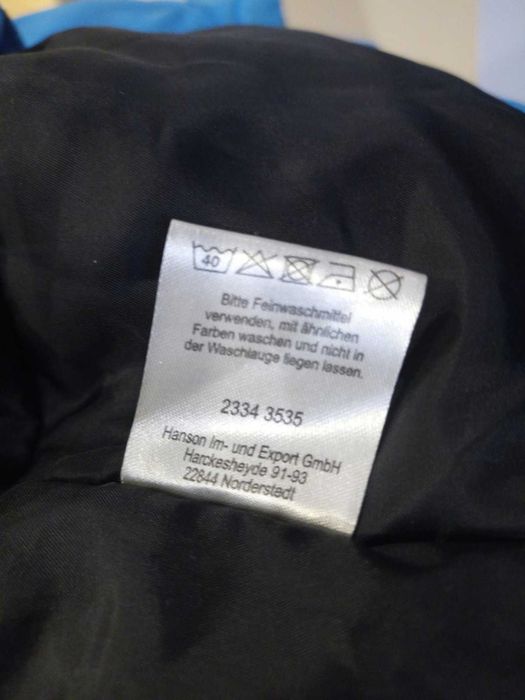 40
Bitte Feinwaschmittel
verwenden, mit ähnlichen
Farben waschen und nicht in
der Waschlauge liegen lassen.
2334 3535
Hanson Im- und Export GmbH
Harckesheyde 91-93
22844 Norderstedt